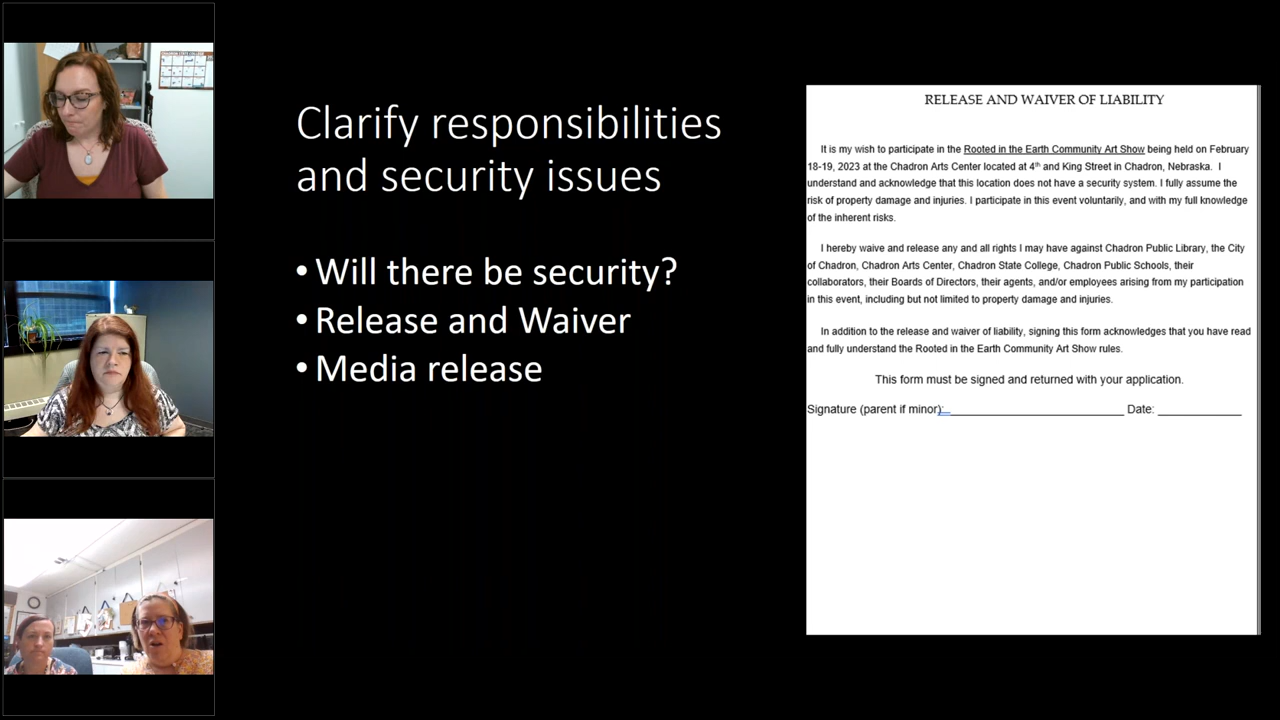 CHADRON STATE COLLEGE
Clarify responsibilities
and security issues
• Will there be security?
• Release and Waiver
• Media release
RELEASE AND WAIVER OF LIABILITY
It is my wish to participate in the Rooted in the Earth Community Art Show being held on February
18-19, 2023 at the Chadron Arts Center located at 4th and King Street in Chadron, Nebraska. I
understand and acknowledge that this location does not have a security system. I fully assume the
risk of property damage and injuries. I participate in this event voluntarily, and with my full knowledge
of the inherent risks.
I hereby waive and release any and all rights I may have against Chadron Public Library, the City
of Chadron, Chadron Arts Center, Chadron State College, Chadron Public Schools, their
collaborators, their Boards of Directors, their agents, and/or employees arising from my participation
in this event, including but not limited to property damage and injuries.
In addition to the release and waiver of liability, signing this form acknowledges that you have read
and fully understand the Rooted in the Earth Community Art Show rules.
This form must be signed and returned with your application.
Signature (parent if minor):____________________________ Date: _____________